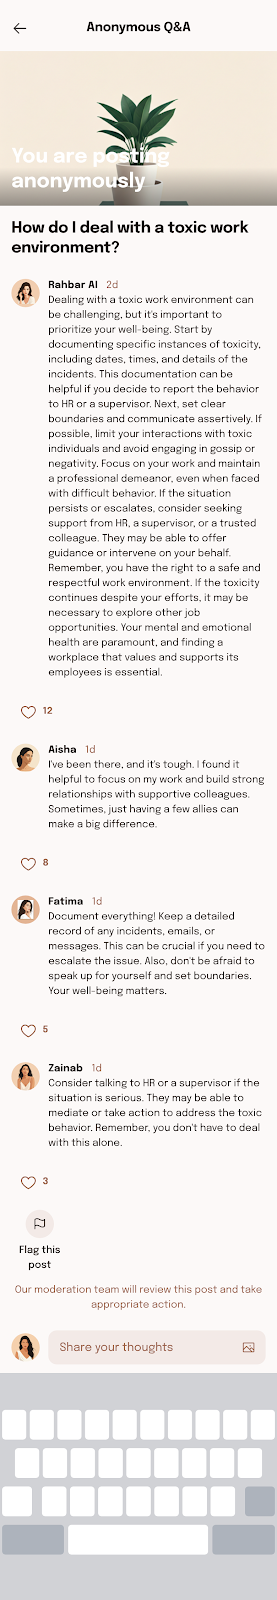 Anonymous Q&A
You are posting
anonymously
How do I deal with a toxic work
environment?
Rahbar AI 2d
Dealing with a toxic work environment can
be challenging, but it's important to
prioritize your well-being. Start by
documenting specific instances of toxicity,
including dates, times, and details of the
incidents. This documentation can be
helpful if you decide to report the behavior
to HR or a supervisor. Next, set clear
boundaries and communicate assertively. If
possible, limit your interactions with toxic
individuals and avoid engaging in gossip or
negativity. Focus on your work and maintain
a professional demeanor, even when faced
with difficult behavior. If the situation
persists or escalates, consider seeking
support from HR, a supervisor, or a trusted
colleague. They may be able to offer
guidance or intervene on your behalf.
Remember, you have the right to a safe and
respectful work environment. If the toxicity
continues despite your efforts, it may be
necessary to explore other job
opportunities. Your mental and emotional
health are paramount, and finding a
workplace that values and supports its
employees is essential.
12
Aisha 1d
I've been there, and it's tough. I found it
helpful to focus on my work and build strong
relationships with supportive colleagues.
Sometimes, just having a few allies can
make a big difference.
8
Fatima 1d
Document everything! Keep a detailed
record of any incidents, emails, or
messages. This can be crucial if you need to
escalate the issue. Also, don't be afraid to
speak up for yourself and set boundaries.
Your well-being matters.
5
Zainab 1d
Consider talking to HR or a supervisor if the
situation is serious. They may be able to
mediate or take action to address the toxic
behavior. Remember, you don't have to deal
with this alone.
3
Flag this
post
Our moderation team will review this post and take
appropriate action.
Share your thoughts